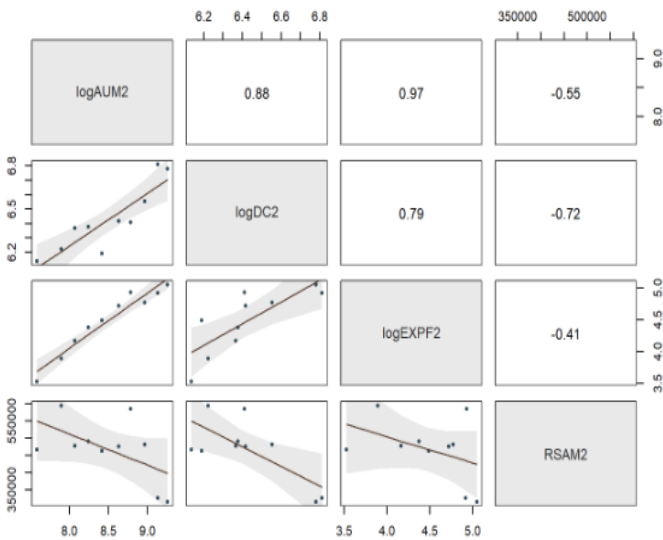 6.2 6.4 6.6 6.8 350000 500000
logAUM2 0.88 0.97 -0.55
8.0 9.0
6.2 6.5 6.8
logDC2 0.79 -0.72
logEXPF2 -0.41
3.5 4.0 4.5 5.0
350000 550000
RSAM2
8.0 8.5 9.0 3.5 4.0 4.5 5.0